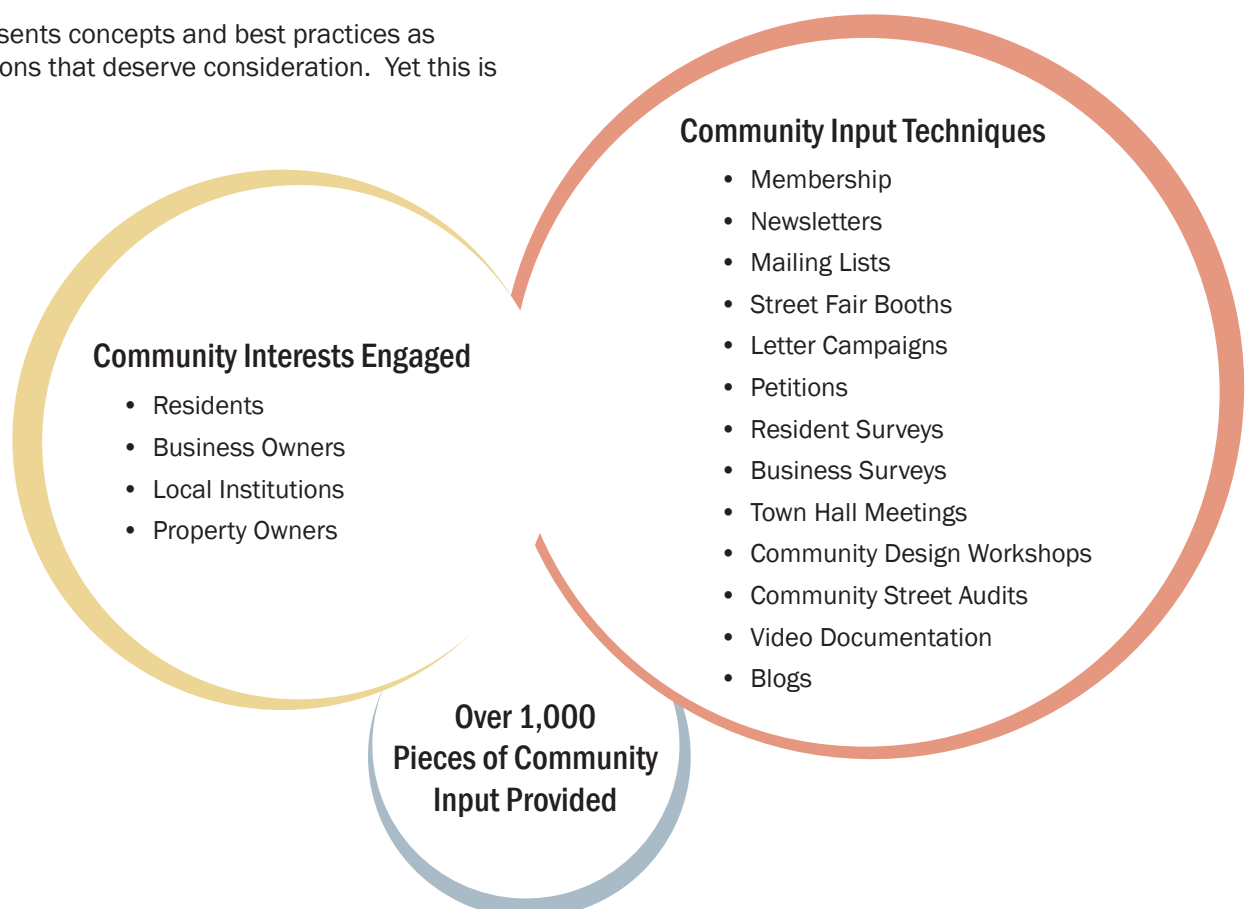 sents concepts and best practices as
ons that deserve consideration.  Yet this is
Community Interests Engaged
• Residents
• Business Owners
• Local Institutions
• Property Owners
Community Input Techniques
• Membership
• Newsletters
• Mailing Lists
• Street Fair Booths
• Letter Campaigns
• Petitions
• Resident Surveys
• Business Surveys
• Town Hall Meetings
• Community Design Workshops
• Community Street Audits
• Video Documentation
• Blogs
Over 1,000
Pieces of Community
Input Provided